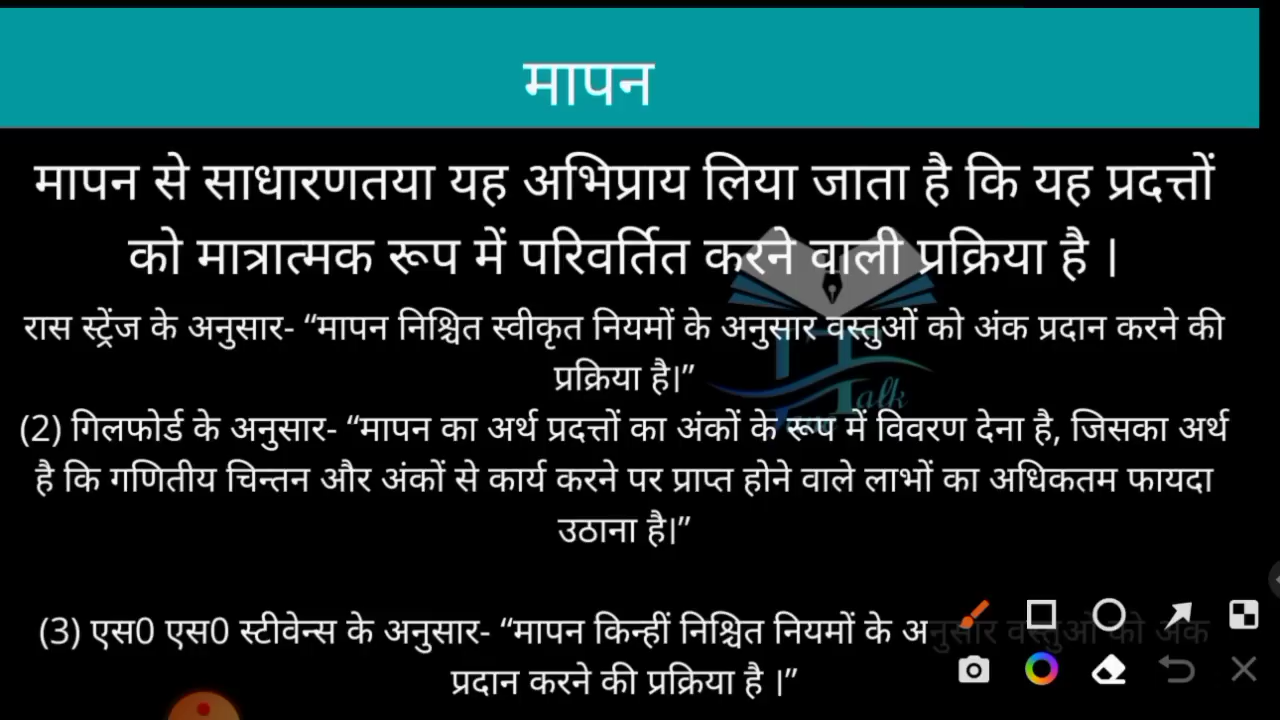 मापन
मापन से साधारणतया यह अभिप्राय लिया जाता है कि यह प्रदत्तों
को मात्रात्मक रूप में परिवर्तित करने वाली प्रक्रिया है ।
रास स्ट्रेंज के अनुसार- “मापन निश्चित स्वीकृत नियमों के अनुसार वस्तुओं को अंक प्रदान करने की
प्रक्रिया है।”
(2) गिलफोर्ड के अनुसार- “मापन का अर्थ प्रदत्तों का अंकों के रूप में विवरण देना है, जिसका अर्थ
है कि गणितीय चिन्तन और अंकों से कार्य करने पर प्राप्त होने वाले लाभों का अधिकतम फायदा
उठाना है।”
(3) एस0 एस0 स्टीवेन्स के अनुसार- “मापन किन्हीं निश्चित नियमों के अनुसार वस्तुओं को अंक
प्रदान करने की प्रक्रिया है ।”